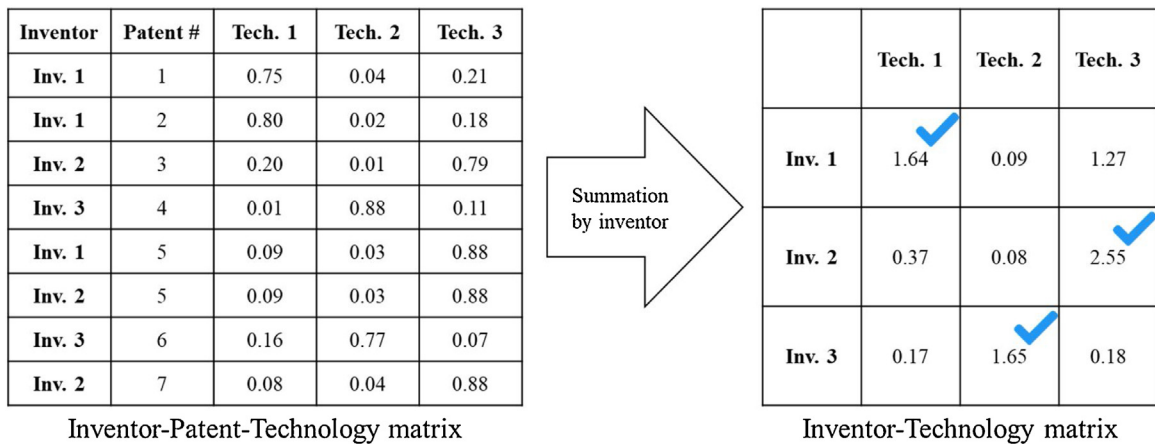 Inventor Patent # Tech. 1 Tech. 2 Tech. 3
Inv. 1 1 0.75 0.04 0.21
Inv. 1 2 0.80 0.02 0.18
Inv. 2 3 0.20 0.01 0.79
Inv. 3 4 0.01 0.88 0.11
Inv. 1 5 0.09 0.03 0.88
Inv. 2 5 0.09 0.03 0.88
Inv. 3 6 0.16 0.77 0.07
Inv. 2 7 0.08 0.04 0.88
Inventor-Patent-Technology matrix
Summation
by inventor
Tech. 1 Tech. 2 Tech. 3
Inv. 1 1.64 0.09 1.27
Inv. 2 0.37 0.08 2.55
Inv. 3 0.17 1.65 0.18
Inventor-Technology matrix